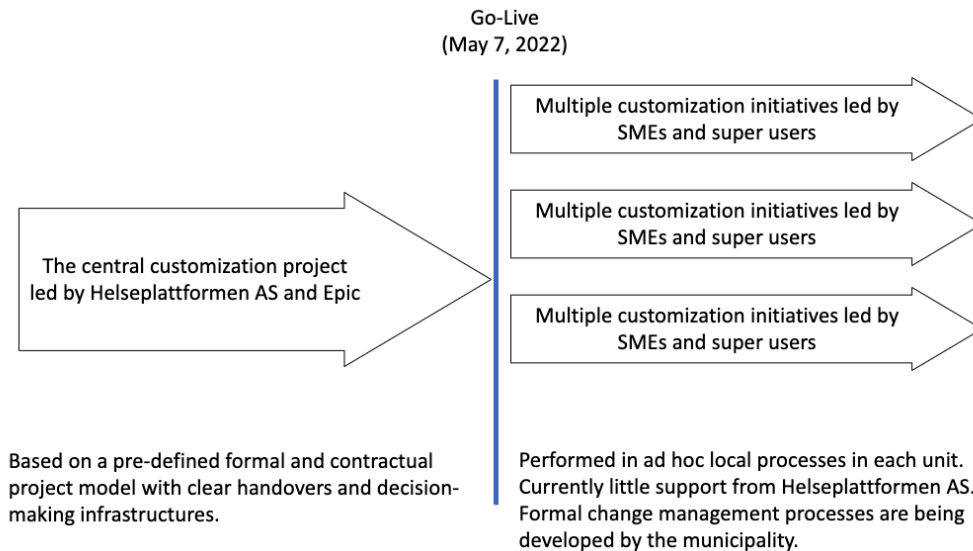 Go-Live
(May 7, 2022)
Multiple customization initiatives led by
SMEs and super users
Multiple customization initiatives led by
SMEs and super users
The central customization project
led by Helseplattformen AS and Epic
Multiple customization initiatives led by
SMEs and super users
Based on a pre-defined formal and contractual
project model with clear handovers and decision-
making infrastructures.
Performed in ad hoc local processes in each unit.
Currently little support from Helseplattformen AS.
Formal change management processes are being
developed by the municipality.